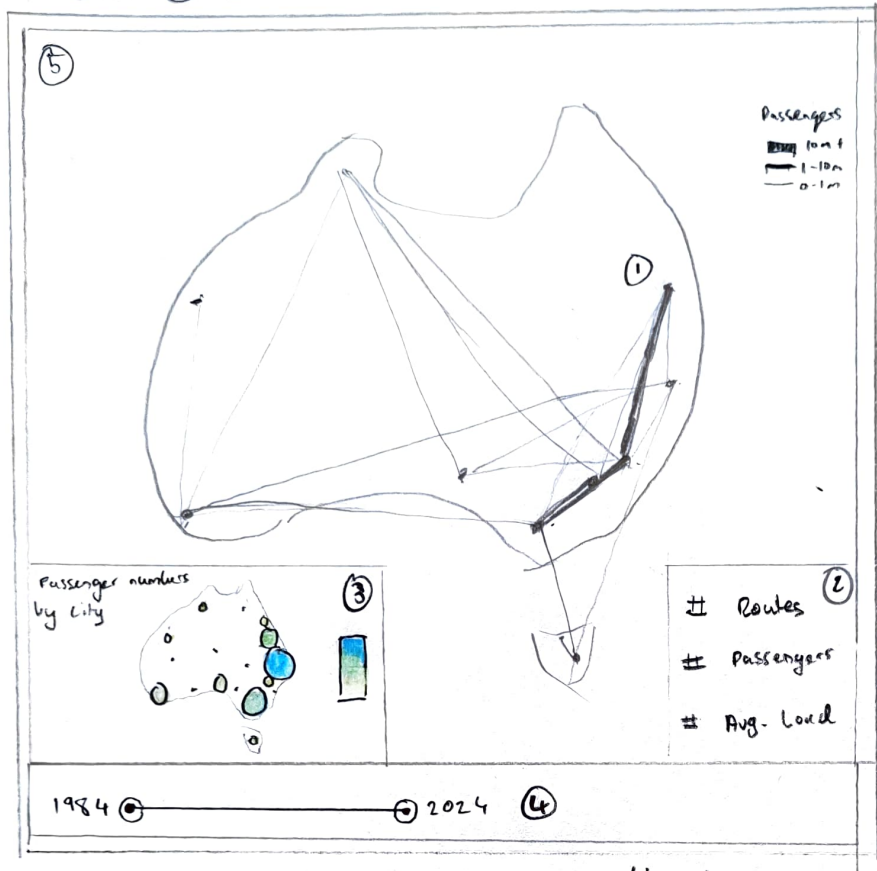 5
Passengers
10m +
1-10m
0-1m
1
Passenger numbers
by city
3
2
# Routes
# Passengers
# Avg. Load
1984
2024
4